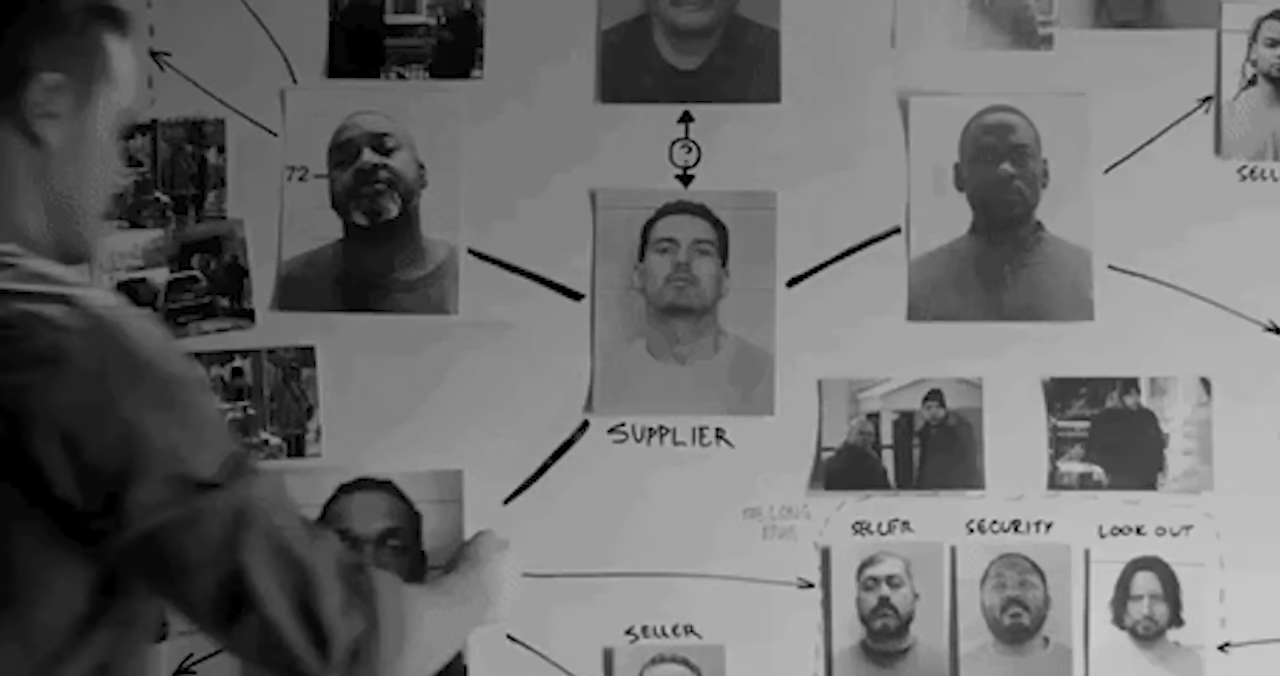 72
?
SELL
SUPPLIER
SELLER
SECURITY
LOOK OUT
SELLER